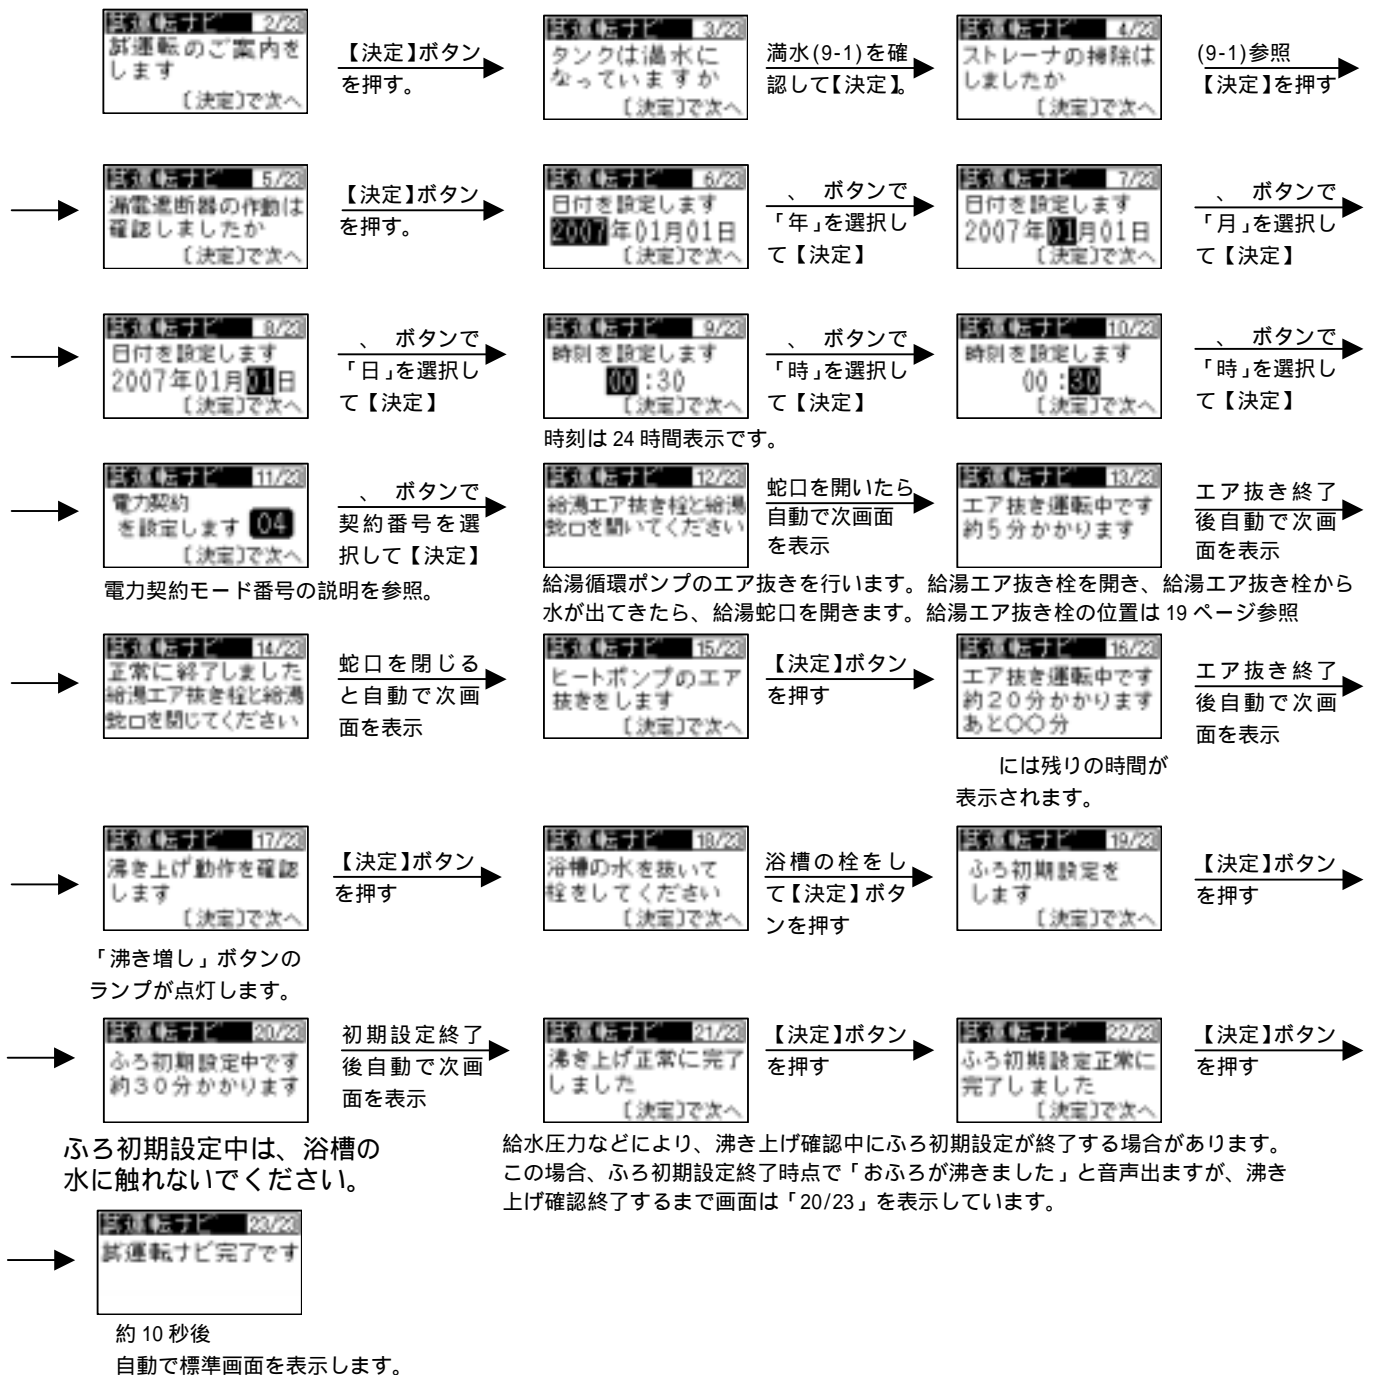 試運転ナビ 2/23
試運転のご案内を
します
〔決定〕で次へ
【決定】ボタン
を押す。
試運転ナビ 3/23
タンクは満水に
なっていますか
〔決定〕で次へ
満水(9-1)を確
認して【決定】。
試運転ナビ 4/23
ストレーナの掃除は
しましたか
〔決定〕で次へ
(9-1)参照
【決定】を押す
試運転ナビ 5/23
漏電遮断器の作動は
確認しましたか
〔決定〕で次へ
【決定】ボタン
を押す。
試運転ナビ 6/23
日付を設定します
2007年01月01日
〔決定〕で次へ
、 ボタンで
「年」を選択し
て【決定】
試運転ナビ 7/23
日付を設定します
2007年01月01日
〔決定〕で次へ
、 ボタンで
「月」を選択し
て【決定】
試運転ナビ 8/23
日付を設定します
2007年01月01日
〔決定〕で次へ
、 ボタンで
「日」を選択し
て【決定】
試運転ナビ 9/23
時刻を設定します
00:30
〔決定〕で次へ
、 ボタンで
「時」を選択し
て【決定】
試運転ナビ 10/23
時刻を設定します
00:30
〔決定〕で次へ
、 ボタンで
「時」を選択し
て【決定】
時刻は 24 時間表示です。
試運転ナビ 11/23
電力契約
を設定します 04
〔決定〕で次へ
、 ボタンで
契約番号を選
択して【決定】
試運転ナビ 12/23
給湯エア抜き栓と給湯
蛇口を開いてください
蛇口を開いたら
自動で次画面
を表示
試運転ナビ 13/23
エア抜き運転中です
約5分かかります
エア抜き終了
後自動で次画
面を表示
電力契約モード番号の説明を参照。
給湯循環ポンプのエア抜きを行います。給湯エア抜き栓を開き、給湯エア抜き栓から
水が出てきたら、給湯蛇口を開きます。給湯エア抜き栓の位置は 19 ページ参照
試運転ナビ 14/23
正常に終了しました
給湯エア抜き栓と給湯
蛇口を閉じてください
蛇口を閉じる
と自動で次画
面を表示
試運転ナビ 15/23
ヒートポンプのエア
抜きをします
〔決定〕で次へ
【決定】ボタン
を押す
試運転ナビ 16/23
エア抜き運転中です
約20分かかります
あと○○分
エア抜き終了
後自動で次画
面を表示
には残りの時間が
表示されます。
試運転ナビ 17/23
沸き上げ動作を確認
します
〔決定〕で次へ
【決定】ボタン
を押す
試運転ナビ 18/23
浴槽の水を抜いて
栓をしてください
〔決定〕で次へ
浴槽の栓をし
て【決定】ボタ
ンを押す
試運転ナビ 19/23
ふろ初期設定を
します
〔決定〕で次へ
【決定】ボタン
を押す
「沸き増し」ボタンの
ランプが点灯します。
試運転ナビ 20/23
ふろ初期設定中です
約30分かかります
初期設定終了
後自動で次画
面を表示
試運転ナビ 21/23
沸き上げ正常に完了
しました
〔決定〕で次へ
【決定】ボタン
を押す
試運転ナビ 22/23
ふろ初期設定正常に
完了しました
〔決定〕で次へ
【決定】ボタン
を押す
ふろ初期設定中は、浴槽の
水に触れないでください。
給水圧力などにより、沸き上げ確認中にふろ初期設定が終了する場合があります。
この場合、ふろ初期設定終了時点で「おふろが沸きました」と音声出ますが、沸き
上げ確認終了するまで画面は「20/23」を表示しています。
試運転ナビ 23/23
試運転ナビ完了です
約 10 秒後
自動で標準画面を表示します。